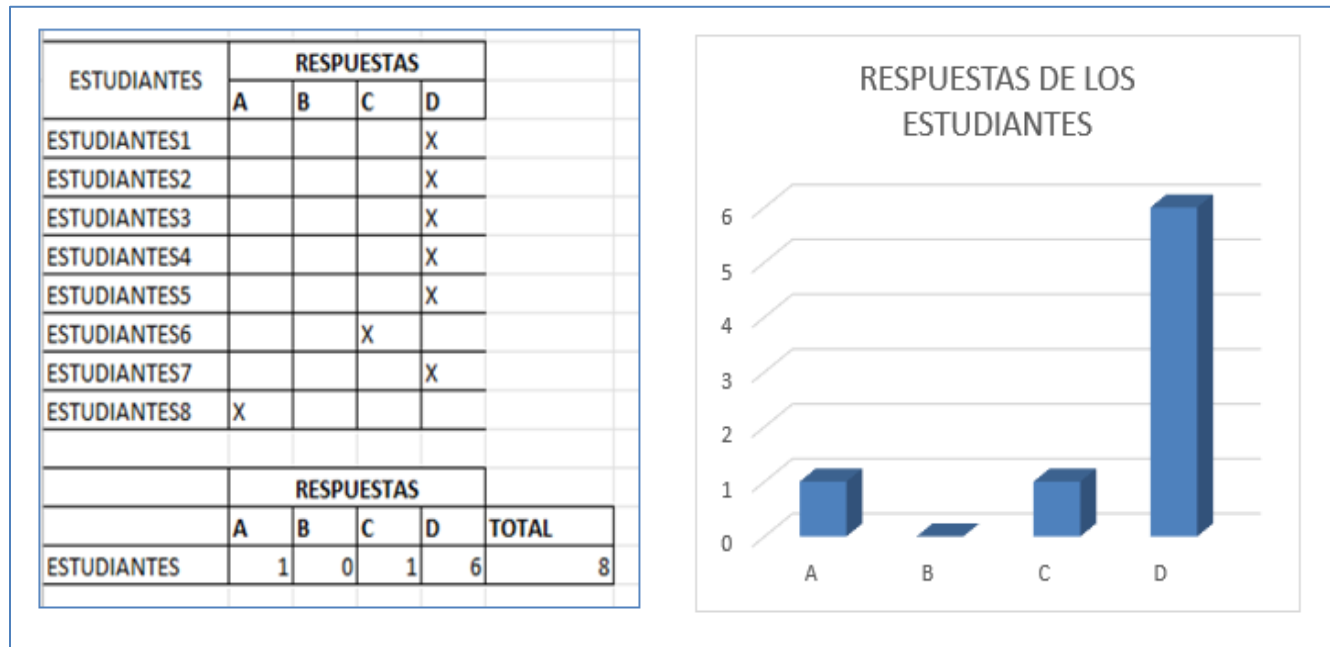 RESPUESTAS
ESTUDIANTES
A B C D
ESTUDIANTES1 X
ESTUDIANTES2 X
ESTUDIANTES3 X
ESTUDIANTES4 X
ESTUDIANTES5 X
ESTUDIANTES6 X
ESTUDIANTES7 X
ESTUDIANTES8 X
RESPUESTAS
A B C D TOTAL
ESTUDIANTES 1 0 1 6 8
RESPUESTAS DE LOS
ESTUDIANTES
6
5
4
3
2
1
0
A B C D